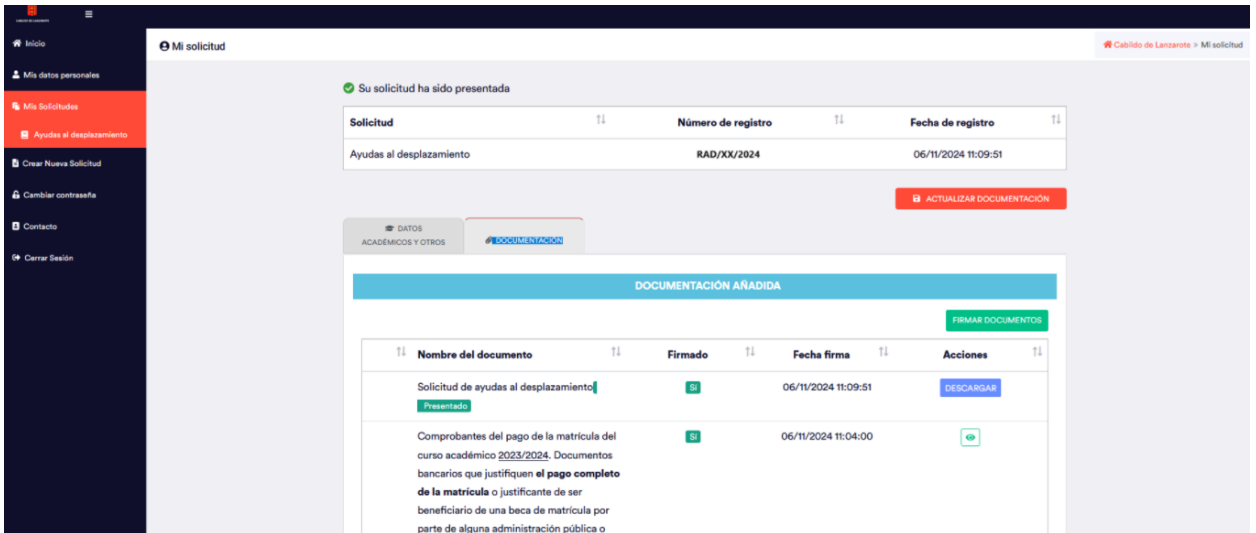 CABILDO DE LANZAROTE
Inicio
Mis datos personales
Mis Solicitudes
Ayudas al desplazamiento
Crear Nueva Solicitud
Cambiar contraseña
Contacto
Cerrar Sesión
Mi solicitud
Cabildo de Lanzarote > Mi solicitud
Su solicitud ha sido presentada
Solicitud Número de registro Fecha de registro
Ayudas al desplazamiento RAD/XX/2024 06/11/2024 11:09:51
ACTUALIZAR DOCUMENTACIÓN
DATOS
ACADÉMICOS Y OTROS
DOCUMENTACIÓN
DOCUMENTACIÓN AÑADIDA
FIRMAR DOCUMENTOS
Nombre del documento Firmado Fecha firma Acciones
Solicitud de ayudas al desplazamiento Sí 06/11/2024 11:09:51 DESCARGAR
Presentado
Comprobantes del pago de la matrícula del Sí 06/11/2024 11:04:00
curso académico 2023/2024. Documentos
bancarios que justifiquen el pago completo
de la matrícula o justificante de ser
beneficiario de una beca de matrícula por
parte de alguna administración pública o